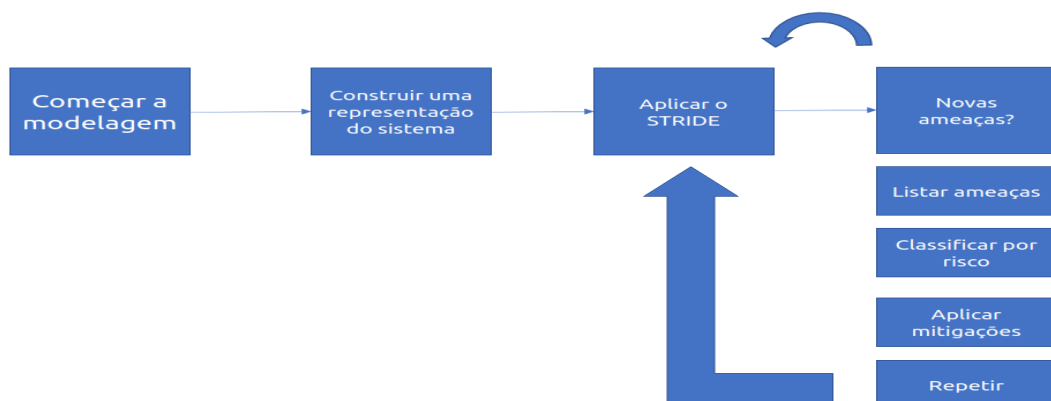 Começar a
modelagem
Construir uma
representação
do sistema
Aplicar o
STRIDE
Novas
ameaças?
Listar ameaças
Classificar por
risco
Aplicar
mitigações
Repetir